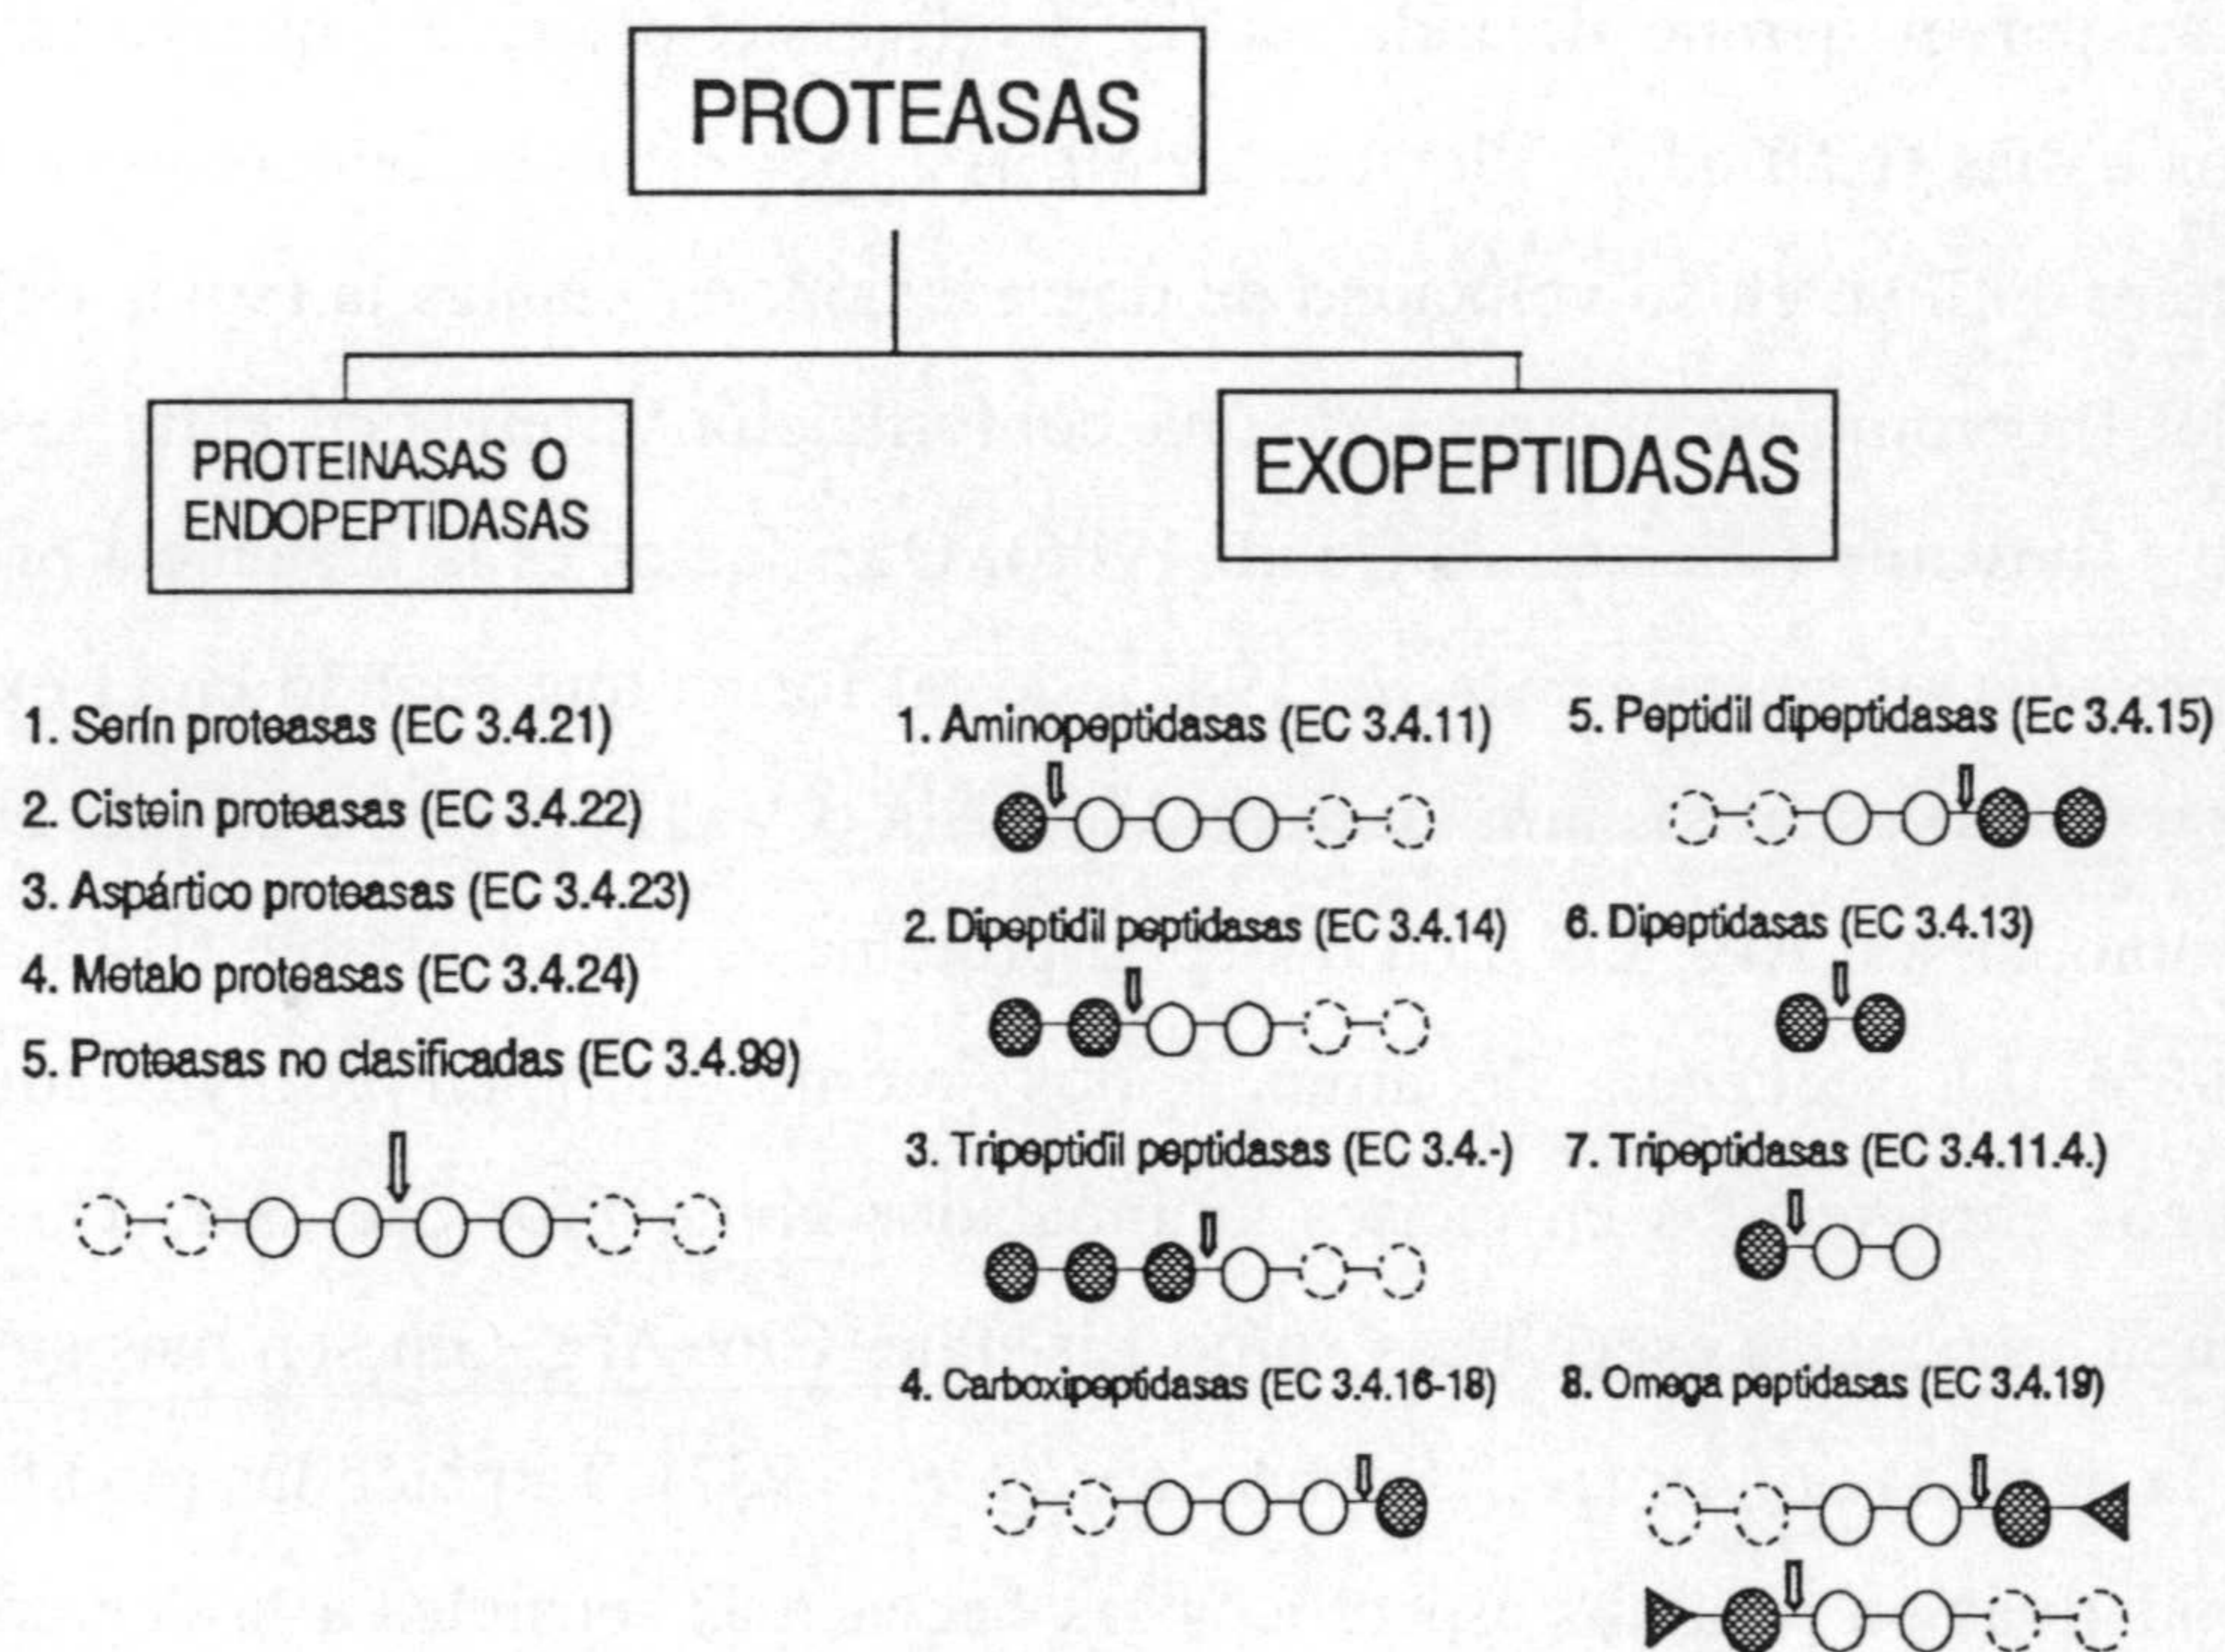 PROTEASAS
PROTEINASAS O
ENDOPEPTIDASAS
EXOPEPTIDASAS
1. Serín proteasas (EC 3.4.21)
2. Cistein proteasas (EC 3.4.22)
3. Aspártico proteasas (EC 3.4.23)
4. Metalo proteasas (EC 3.4.24)
5. Proteasas no clasificadas (EC 3.4.99)
1. Aminopeptidasas (EC 3.4.11)
2. Dipeptidil peptidasas (EC 3.4.14)
3. Tripeptidil peptidasas (EC 3.4.-)
4. Carboxipeptidasas (EC 3.4.16-18)
5. Peptidil dipeptidasas (Ec 3.4.15)
6. Dipeptidasas (EC 3.4.13)
7. Tripeptidasas (EC 3.4.11.4.)
8. Omega peptidasas (EC 3.4.19)